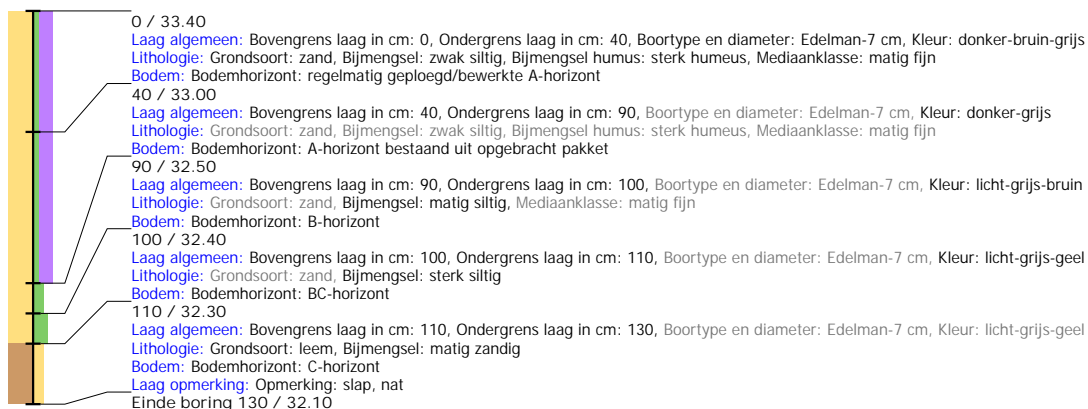 0 / 33.40
Laag algemeen: Bovengrens laag in cm: 0, Ondergrens laag in cm: 40, Boortype en diameter: Edelman-7 cm, Kleur: donker-bruin-grijs
Lithologie: Grondsoort: zand, Bijmengsel: zwak siltig, Bijmengsel humus: sterk humeus, Mediaanklasse: matig fijn
Bodem: Bodemhorizont: regelmatig geploegd/bewerkte A-horizont
40 / 33.00
Laag algemeen: Bovengrens laag in cm: 40, Ondergrens laag in cm: 90, Boortype en diameter: Edelman-7 cm, Kleur: donker-grijs
Lithologie: Grondsoort: zand, Bijmengsel: zwak siltig, Bijmengsel humus: sterk humeus, Mediaanklasse: matig fijn
Bodem: Bodemhorizont: A-horizont bestaand uit opgebracht pakket
90 / 32.50
Laag algemeen: Bovengrens laag in cm: 90, Ondergrens laag in cm: 100, Boortype en diameter: Edelman-7 cm, Kleur: licht-grijs-bruin
Lithologie: Grondsoort: zand, Bijmengsel: matig siltig, Mediaanklasse: matig fijn
Bodem: Bodemhorizont: B-horizont
100 / 32.40
Laag algemeen: Bovengrens laag in cm: 100, Ondergrens laag in cm: 110, Boortype en diameter: Edelman-7 cm, Kleur: licht-grijs-geel
Lithologie: Grondsoort: zand, Bijmengsel: sterk siltig
Bodem: Bodemhorizont: BC-horizont
110 / 32.30
Laag algemeen: Bovengrens laag in cm: 110, Ondergrens laag in cm: 130, Boortype en diameter: Edelman-7 cm, Kleur: licht-grijs-geel
Lithologie: Grondsoort: leem, Bijmengsel: matig zandig
Bodem: Bodemhorizont: C-horizont
Laag opmerking: Opmerking: slap, nat
Einde boring 130 / 32.10